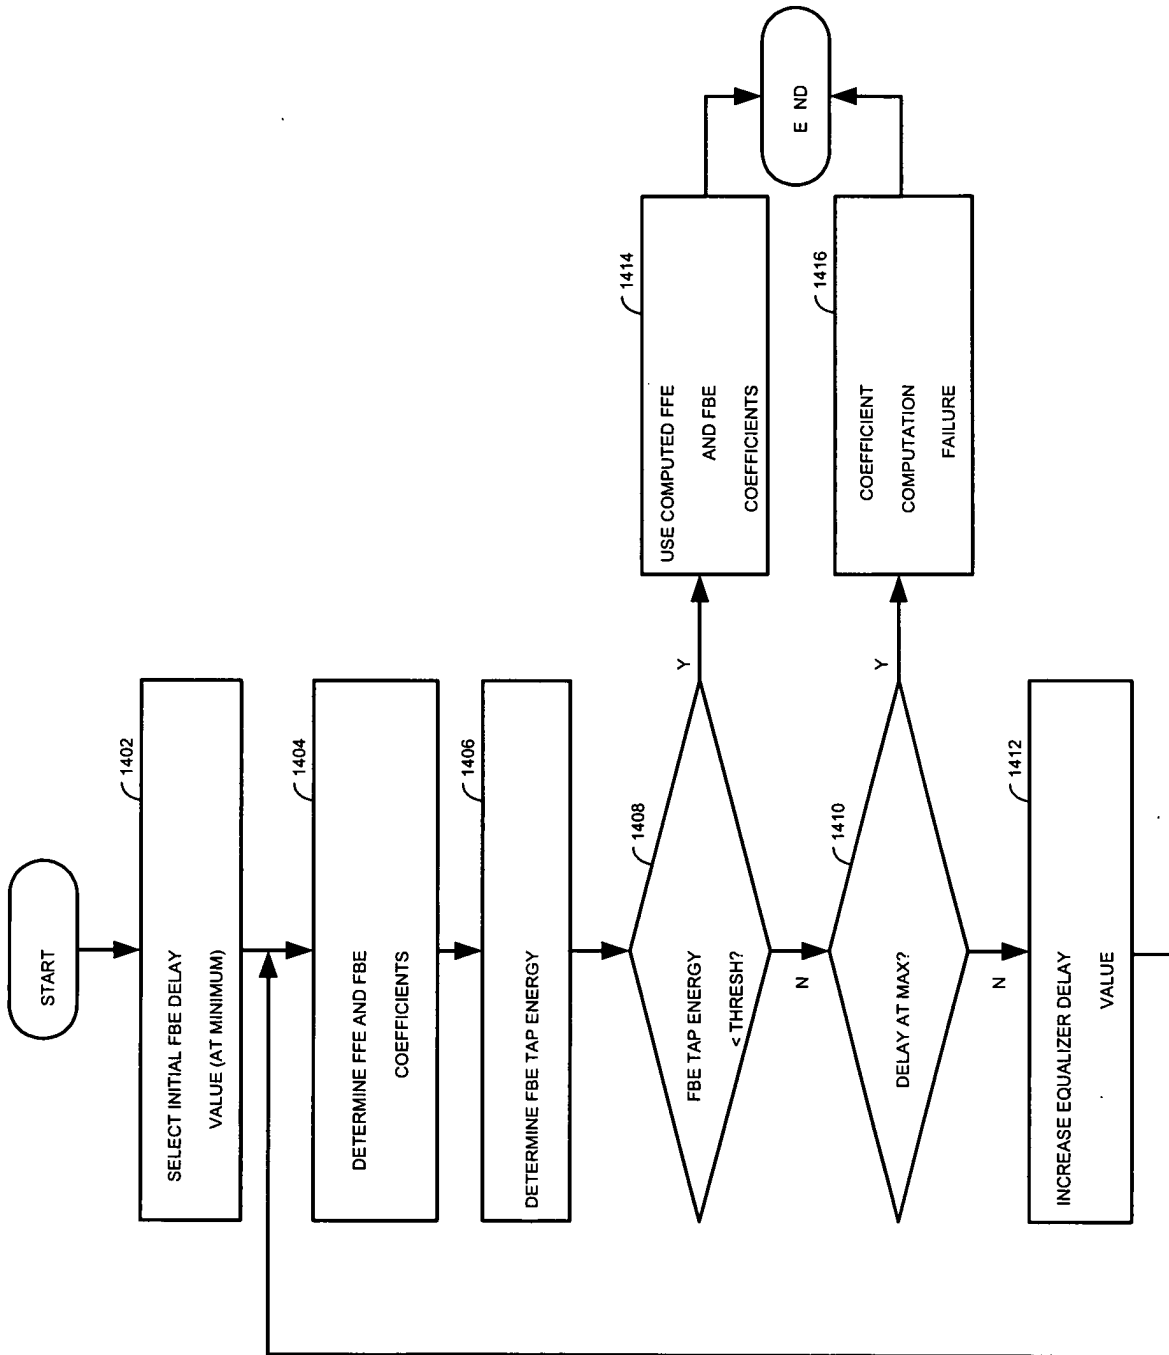 START
1402
SELECT INITIAL FBE DELAY
VALUE (AT MINIMUM)
1404
DETERMINE FFE AND FBE
COEFFICIENTS
1406
DETERMINE FBE TAP ENERGY
1408
FBE TAP ENERGY
< THRESH?
Y
N
1414
USE COMPUTED FFE
AND FBE
COEFFICIENTS
1410
DELAY AT MAX?
Y
N
1416
COEFFICIENT
COMPUTATION
FAILURE
1412
INCREASE EQUALIZER DELAY
VALUE
E ND